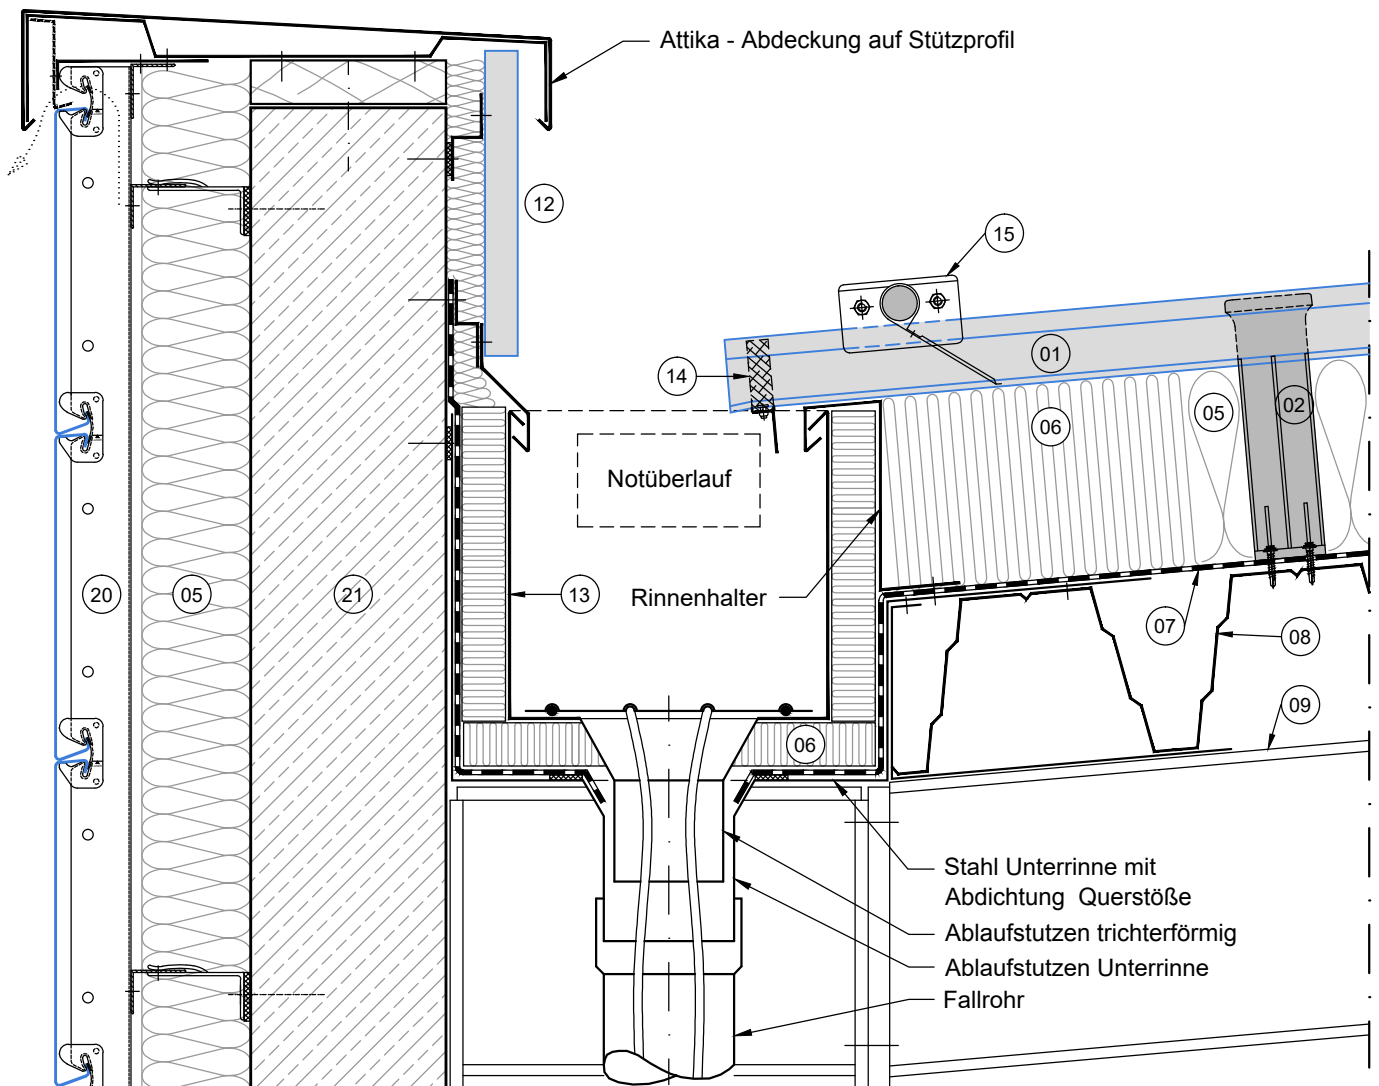 Attika - Abdeckung auf Stützprofil
12
15
01
14
05
02
06
Notüberlauf
20
05
21
13
Rinnenhalter
07
08
09
06
Stahl Unterrinne mit
Abdichtung Querstöße
Ablaufstutzen trichterförmig
Ablaufstutzen Unterrinne
Fallrohr